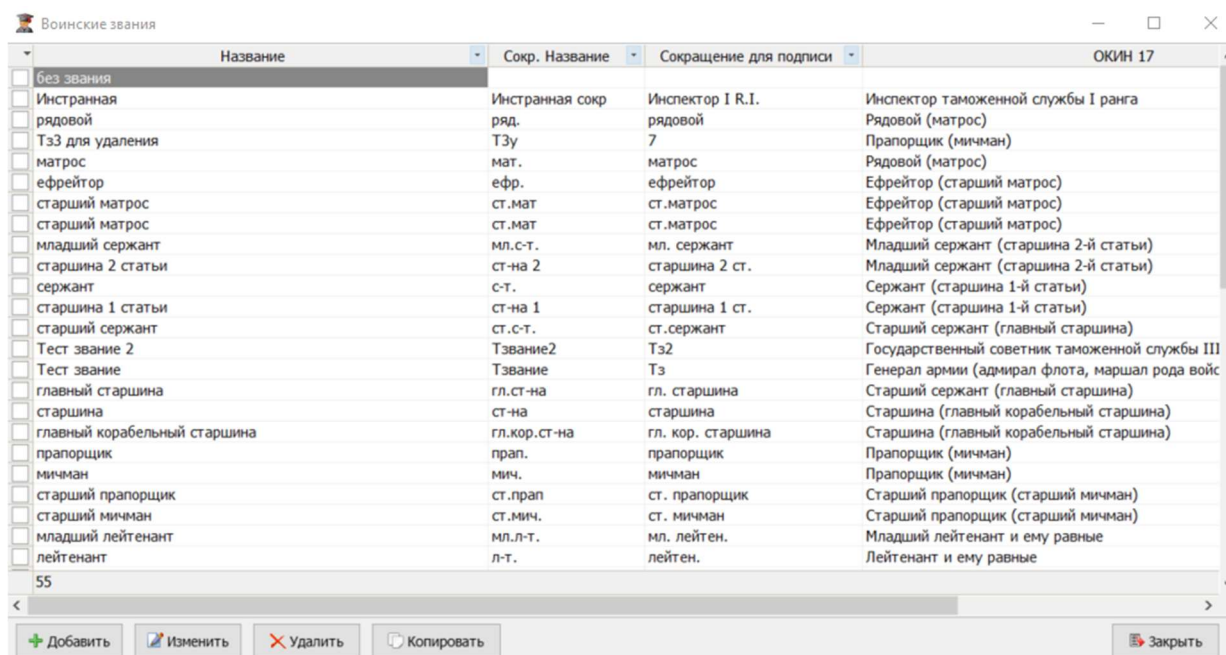 Воинские звания
Название Сокр. Название Сокращение для подписи ОКИН 17
без звания
Инстранная Инстранная сокр Инспектор I R.I. Инспектор таможенной службы I ранга
рядовой ряд. рядовой Рядовой (матрос)
Тз3 для удаления ТЗу 7 Прапорщик (мичман)
матрос мат. матрос Рядовой (матрос)
ефрейтор ефр. ефрейтор Ефрейтор (старший матрос)
старший матрос ст.мат ст.матрос Ефрейтор (старший матрос)
старший матрос ст.мат ст.матрос Ефрейтор (старший матрос)
младший сержант мл.с-т. мл. сержант Младший сержант (старшина 2-й статьи)
старшина 2 статьи ст-на 2 старшина 2 ст. Младший сержант (старшина 2-й статьи)
сержант с-т. сержант Сержант (старшина 1-й статьи)
старшина 1 статьи ст-на 1 старшина 1 ст. Сержант (старшина 1-й статьи)
старший сержант ст.с-т. ст.сержант Старший сержант (главный старшина)
Тест звание 2 Тзвание2 Тз2 Государственный советник таможенной службы III
Тест звание Тзвание Тз Генерал армии (адмирал флота, маршал рода войс
главный старшина гл.ст-на гл. старшина Старший сержант (главный старшина)
старшина ст-на старшина Старшина (главный корабельный старшина)
главный корабельный старшина гл.кор.ст-на гл. кор. старшина Старшина (главный корабельный старшина)
прапорщик прап. прапорщик Прапорщик (мичман)
мичман мич. мичман Прапорщик (мичман)
старший прапорщик ст.прап ст. прапорщик Старший прапорщик (старший мичман)
старший мичман ст.мич. ст. мичман Старший прапорщик (старший мичман)
младший лейтенант мл.л-т. мл. лейтен. Младший лейтенант и ему равные
лейтенант л-т. лейтен. Лейтенант и ему равные
55
Добавить Изменить Удалить Копировать Закрыть